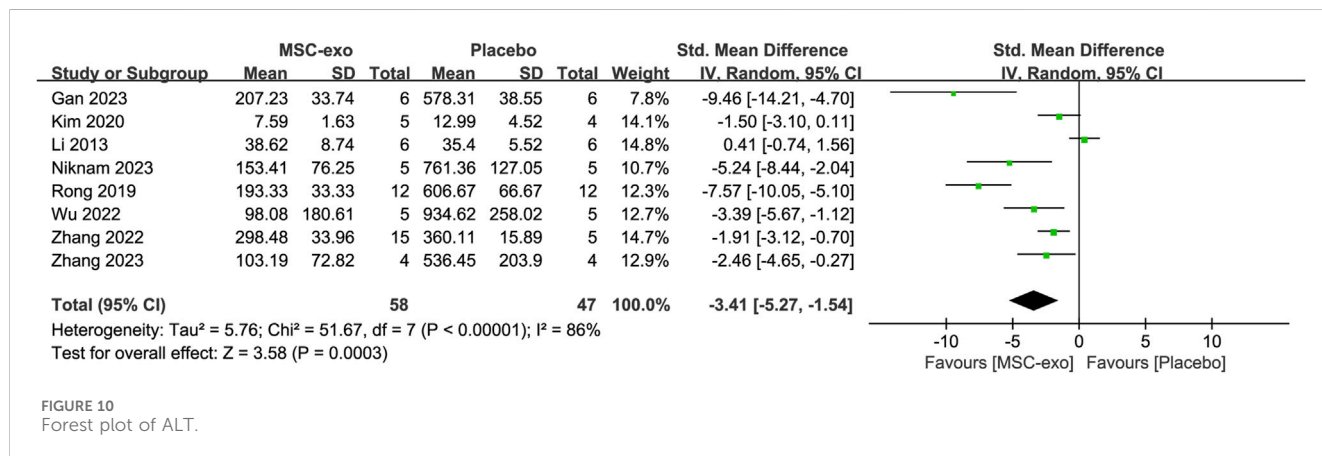 MSC-exo Placebo Std. Mean Difference Std. Mean Difference
Study or Subgroup Mean SD Total Mean SD Total Weight IV, Random, 95% CI IV, Random, 95% CI
Gan 2023 207.23 33.74 6 578.31 38.55 6 7.8% -9.46 [-14.21, -4.70]
Kim 2020 7.59 1.63 5 12.99 4.52 4 14.1% -1.50 [-3.10, 0.11]
Li 2013 38.62 8.74 6 35.4 5.52 6 14.8% 0.41 [-0.74, 1.56]
Niknam 2023 153.41 76.25 5 761.36 127.05 5 10.7% -5.24 [-8.44, -2.04]
Rong 2019 193.33 33.33 12 606.67 66.67 12 12.3% -7.57 [-10.05, -5.10]
Wu 2022 98.08 180.61 5 934.62 258.02 5 12.7% -3.39 [-5.67, -1.12]
Zhang 2022 298.48 33.96 15 360.11 15.89 5 14.7% -1.91 [-3.12, -0.70]
Zhang 2023 103.19 72.82 4 536.45 203.9 4 12.9% -2.46 [-4.65, -0.27]
Total (95% CI) 58 47 100.0% -3.41 [-5.27, -1.54]
Heterogeneity: Tau² = 5.76; Chi² = 51.67, df = 7 (P < 0.00001); I² = 86%
Test for overall effect: Z = 3.58 (P = 0.0003)
-10 -5 0 5 10
Favours [MSC-exo] Favours [Placebo]
FIGURE 10
Forest plot of ALT.